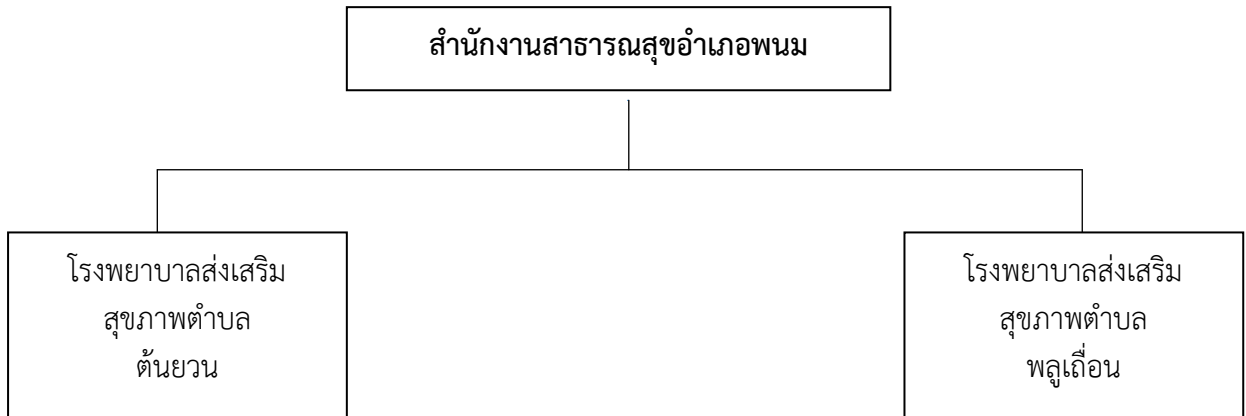 สำนักงานสาธารณสุขอำเภอพนม
โรงพยาบาลส่งเสริม
สุขภาพตำบล
ต้นยวน
โรงพยาบาลส่งเสริม
สุขภาพตำบล
พลูเถื่อน